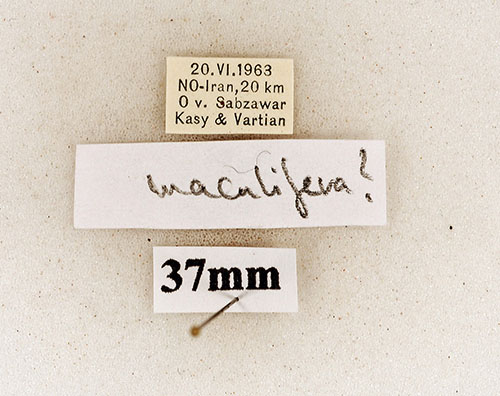 20.VI.1963
NO-Iran, 20 km
O v. Sabzawar
Kasy & Vartian
maculifera!
37mm